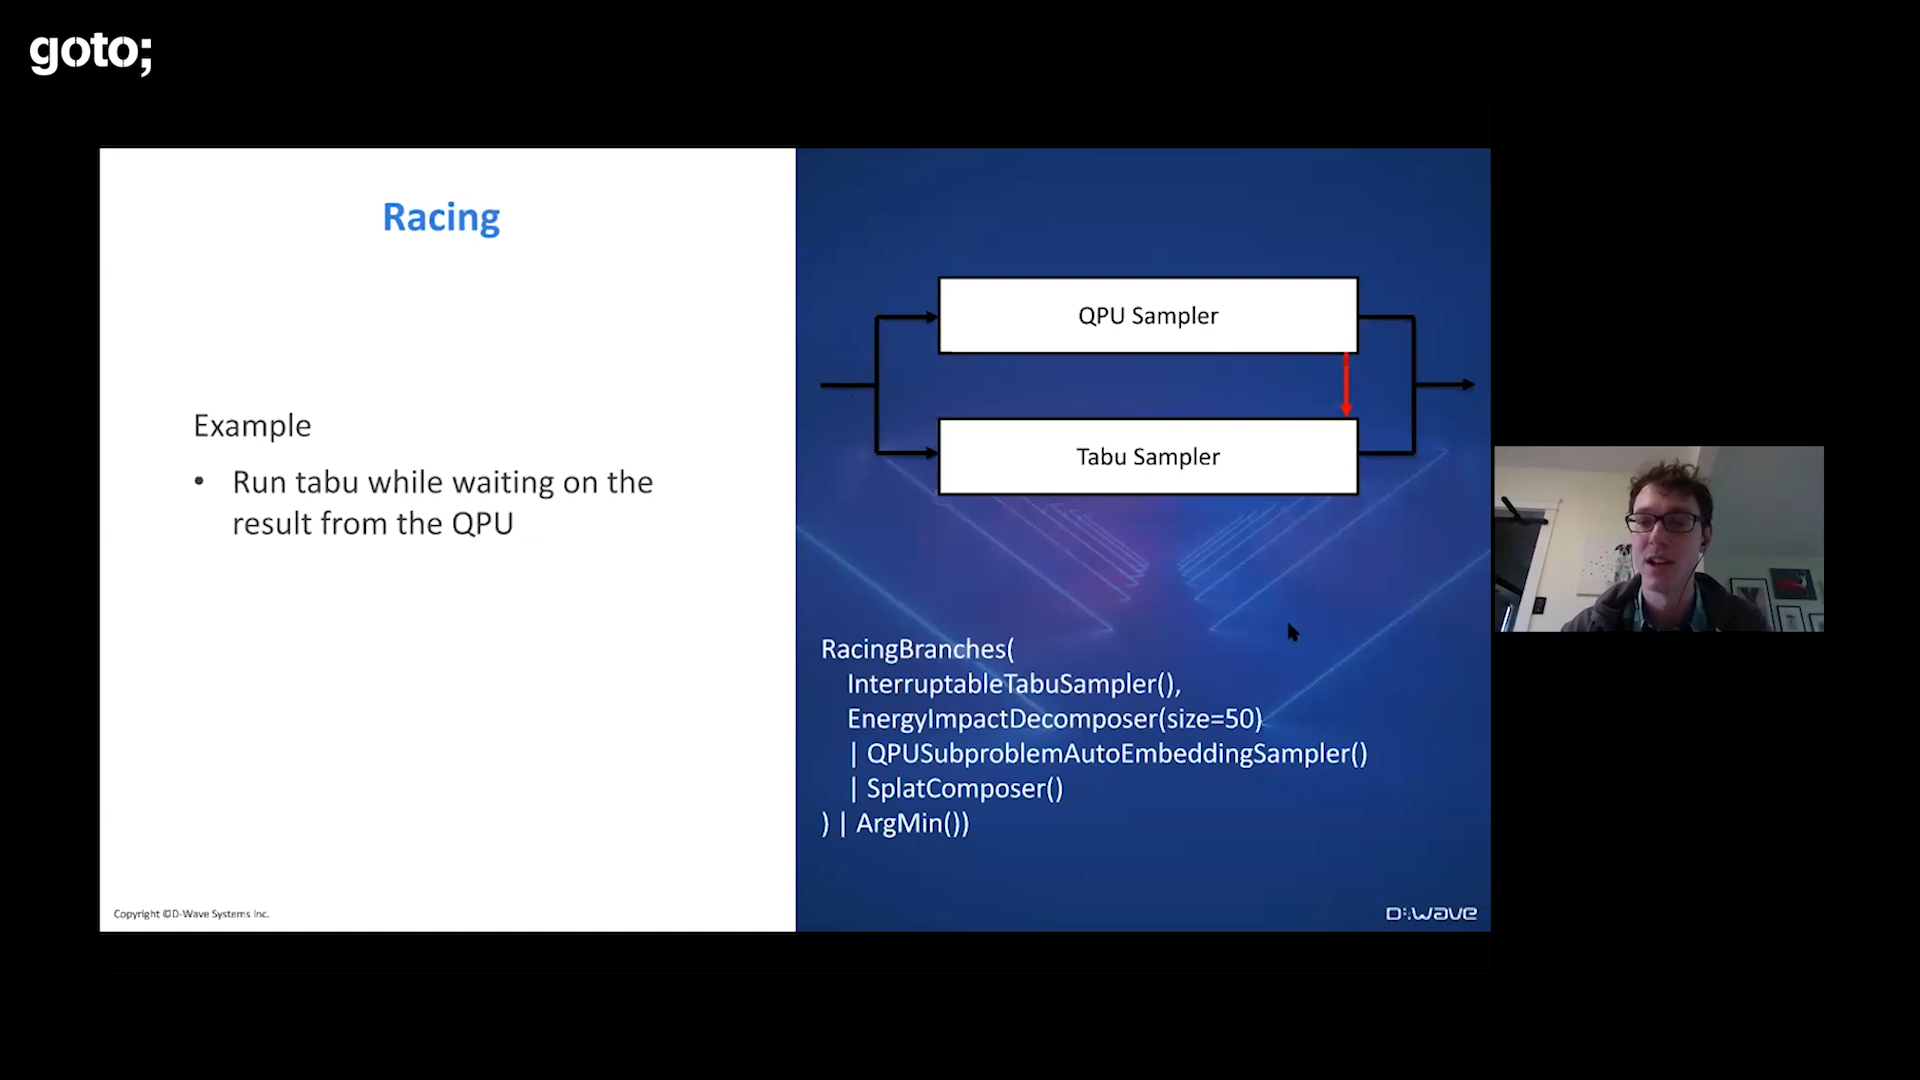 goto;
Racing
Example
• Run tabu while waiting on the
result from the QPU
Copyright ©D-Wave Systems Inc.
QPU Sampler
Tabu Sampler
RacingBranches(
InterruptableTabuSampler(),
EnergyImpactDecomposer(size=50)
| QPUSubproblemAutoEmbeddingSampler()
| SplatComposer()
) | ArgMin())
D:Wave